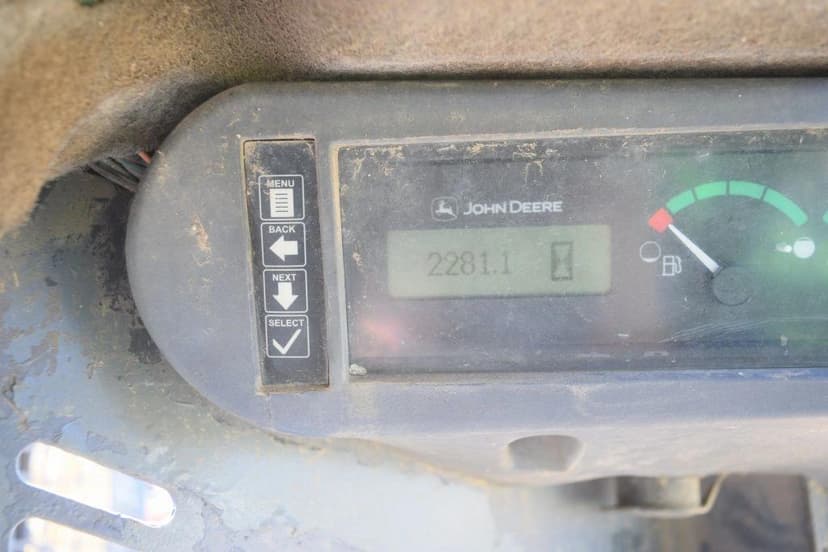 MENU
BACK
NEXT
SELECT
JOHN DEERE
2281.1